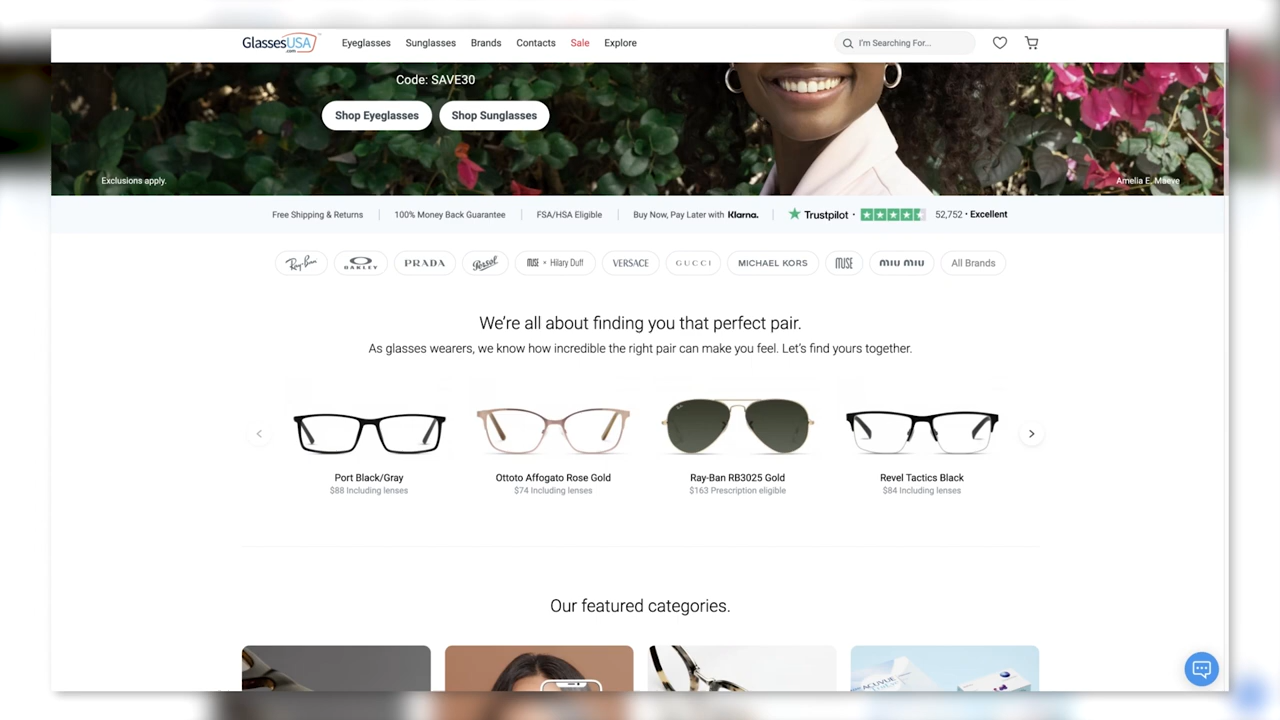 GlassesUSA.com Eyeglasses Sunglasses Brands Contacts Sale Explore I'm Searching For...
Code: SAVE30
Shop Eyeglasses Shop Sunglasses
Exclusions apply. Amelia E. Maeve
Free Shipping & Returns 100% Money Back Guarantee FSA/HSA Eligible Buy Now, Pay Later with Klarna. Trustpilot · 52,752 • Excellent
Ray-Ban OAKLEY PRADA Persol MUSE × Hilary Duff VERSACE GUCCI MICHAEL KORS MUSE MIU MIU All Brands
We're all about finding you that perfect pair.
As glasses wearers, we know how incredible the right pair can make you feel. Let's find yours together.
Port Black/Gray Ottoto Affogato Rose Gold Ray-Ban RB3025 Gold Revel Tactics Black
$88 Including lenses $74 Including lenses $163 Prescription eligible $84 Including lenses
Our featured categories.
ACUVUE